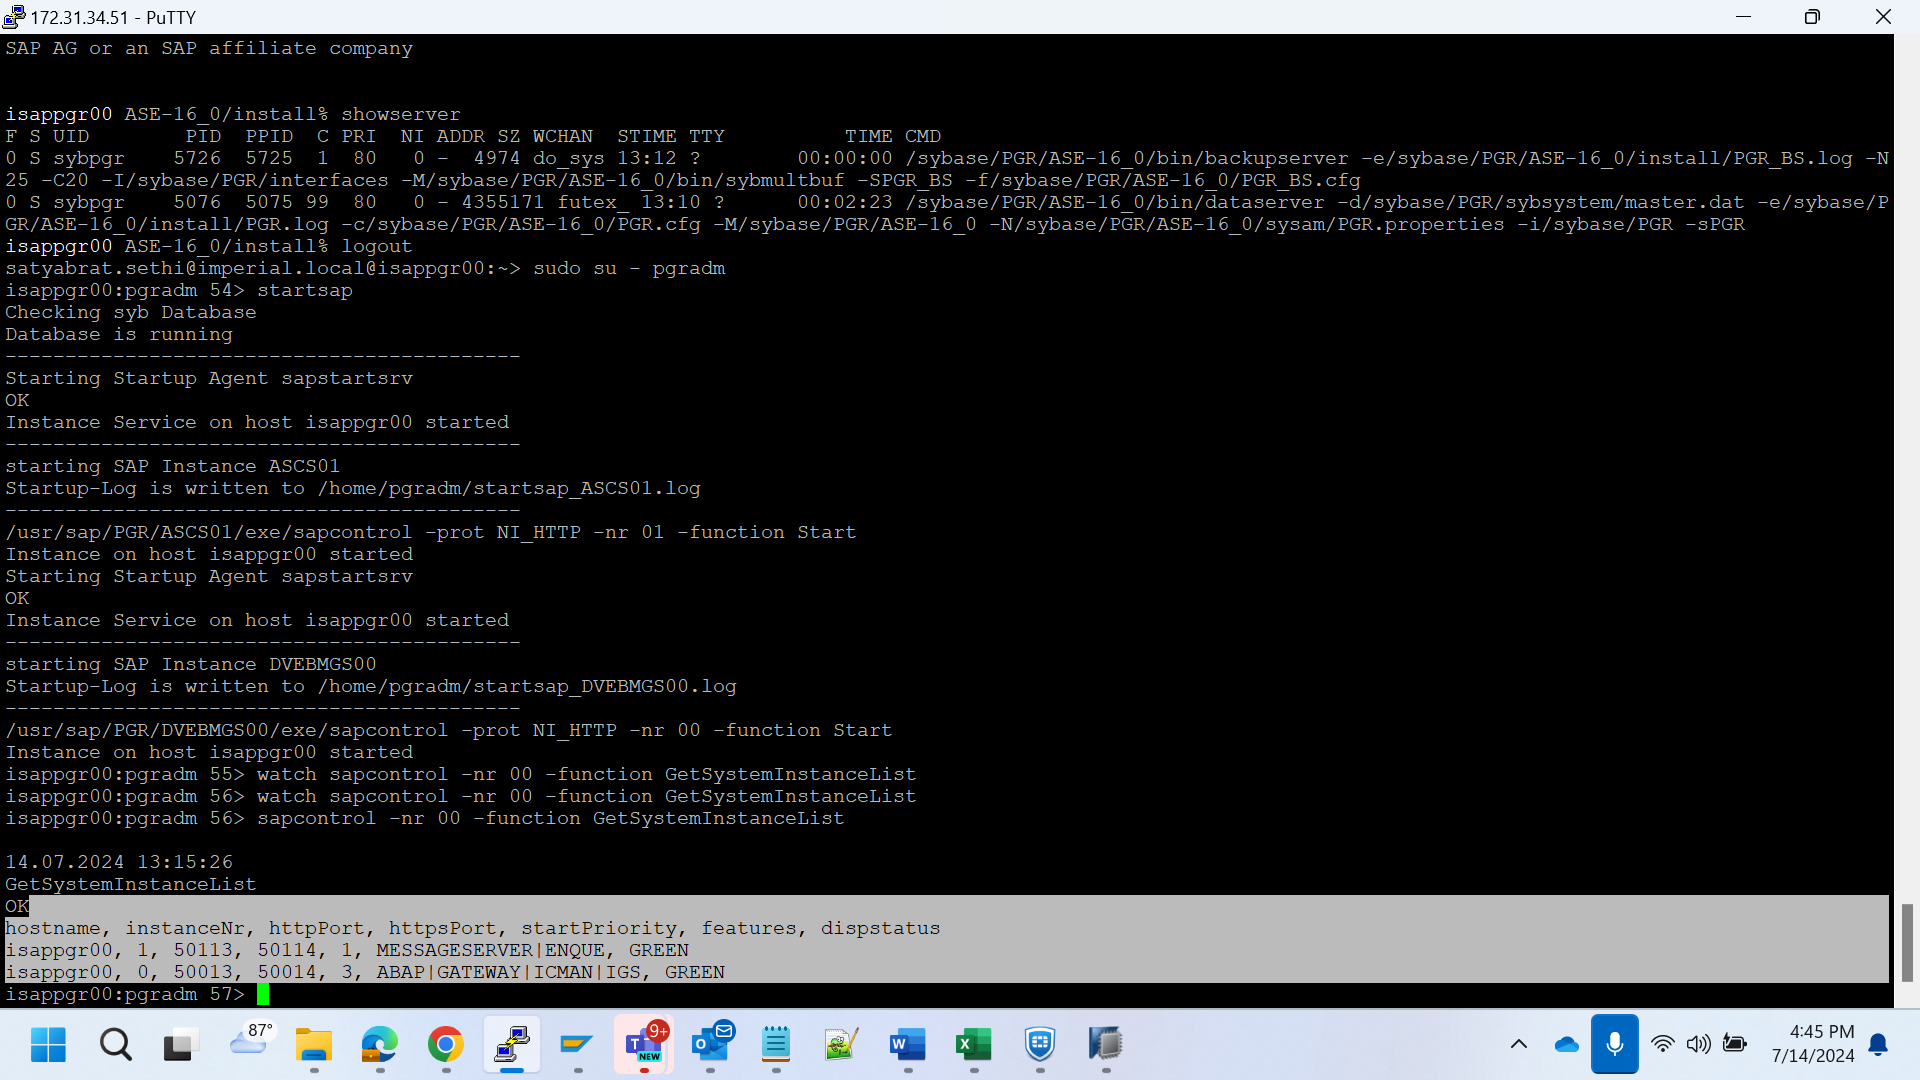 172.31.34.51 - PuTTY
SAP AG or an SAP affiliate company
isappgr00 ASE-16_0/install% showserver
F S UID        PID  PPID  C PRI  NI ADDR SZ WCHAN  STIME TTY          TIME CMD
0 S sybpgr    5726  5725  1  80   0 -  4974 do_sys 13:12 ?        00:00:00 /sybase/PGR/ASE-16_0/bin/backupserver -e/sybase/PGR/ASE-16_0/install/PGR_BS.log -N
25 -C20 -I/sybase/PGR/interfaces -M/sybase/PGR/ASE-16_0/bin/sybmultbuf -SPGR_BS -f/sybase/PGR/ASE-16_0/PGR_BS.cfg
0 S sybpgr    5076  5075 99  80   0 - 4355171 futex_ 13:10 ?      00:02:23 /sybase/PGR/ASE-16_0/bin/dataserver -d/sybase/PGR/sybsystem/master.dat -e/sybase/P
GR/ASE-16_0/install/PGR.log -c/sybase/PGR/ASE-16_0/PGR.cfg -M/sybase/PGR/ASE-16_0 -N/sybase/PGR/ASE-16_0/sysam/PGR.properties -i/sybase/PGR -sPGR
isappgr00 ASE-16_0/install% logout
satyabrat.sethi@imperial.local@isappgr00:~> sudo su - pgradm
isappgr00:pgradm 54> startsap
Checking syb Database
Database is running
-------------------------------------------
Starting Startup Agent sapstartsrv
OK
Instance Service on host isappgr00 started
-------------------------------------------
starting SAP Instance ASCS01
Startup-Log is written to /home/pgradm/startsap_ASCS01.log
-------------------------------------------
/usr/sap/PGR/ASCS01/exe/sapcontrol -prot NI_HTTP -nr 01 -function Start
Instance on host isappgr00 started
Starting Startup Agent sapstartsrv
OK
Instance Service on host isappgr00 started
-------------------------------------------
starting SAP Instance DVEBMGS00
Startup-Log is written to /home/pgradm/startsap_DVEBMGS00.log
-------------------------------------------
/usr/sap/PGR/DVEBMGS00/exe/sapcontrol -prot NI_HTTP -nr 00 -function Start
Instance on host isappgr00 started
isappgr00:pgradm 55> watch sapcontrol -nr 00 -function GetSystemInstanceList
isappgr00:pgradm 56> watch sapcontrol -nr 00 -function GetSystemInstanceList
isappgr00:pgradm 56> sapcontrol -nr 00 -function GetSystemInstanceList
14.07.2024 13:15:26
GetSystemInstanceList
OK
hostname, instanceNr, httpPort, httpsPort, startPriority, features, dispstatus
isappgr00, 1, 50113, 50114, 1, MESSAGESERVER|ENQUE, GREEN
isappgr00, 0, 50013, 50014, 3, ABAP|GATEWAY|ICMAN|IGS, GREEN
isappgr00:pgradm 57>
87°
T
9+
NEW
O
W
X
4:45 PM
7/14/2024